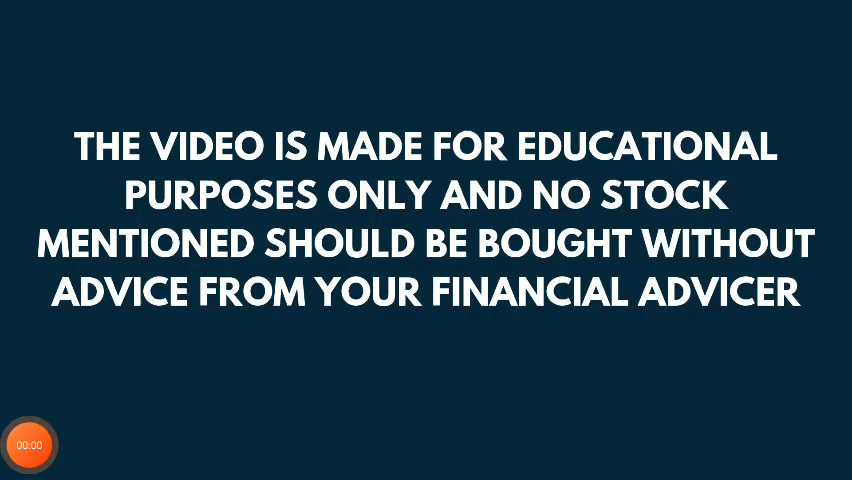 THE VIDEO IS MADE FOR EDUCATIONAL
PURPOSES ONLY AND NO STOCK
MENTIONED SHOULD BE BOUGHT WITHOUT
ADVICE FROM YOUR FINANCIAL ADVICER
00:00